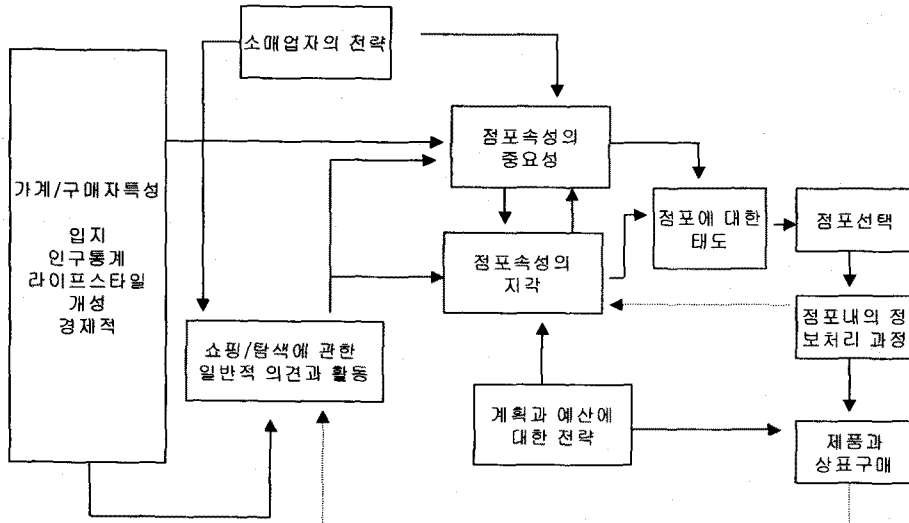 소매업자의 전략
가계/구매자특성
입지
인구통계
라이프스타일
개성
경제적
점포속성의
중요성
점포속성의
지각
점포에 대한
태도
점포선택
점포내의 정
보처리 과정
쇼핑/탐색에 관한
일반적 의견과 활동
계획과 예산에
대한 전략
제품과
상표구매